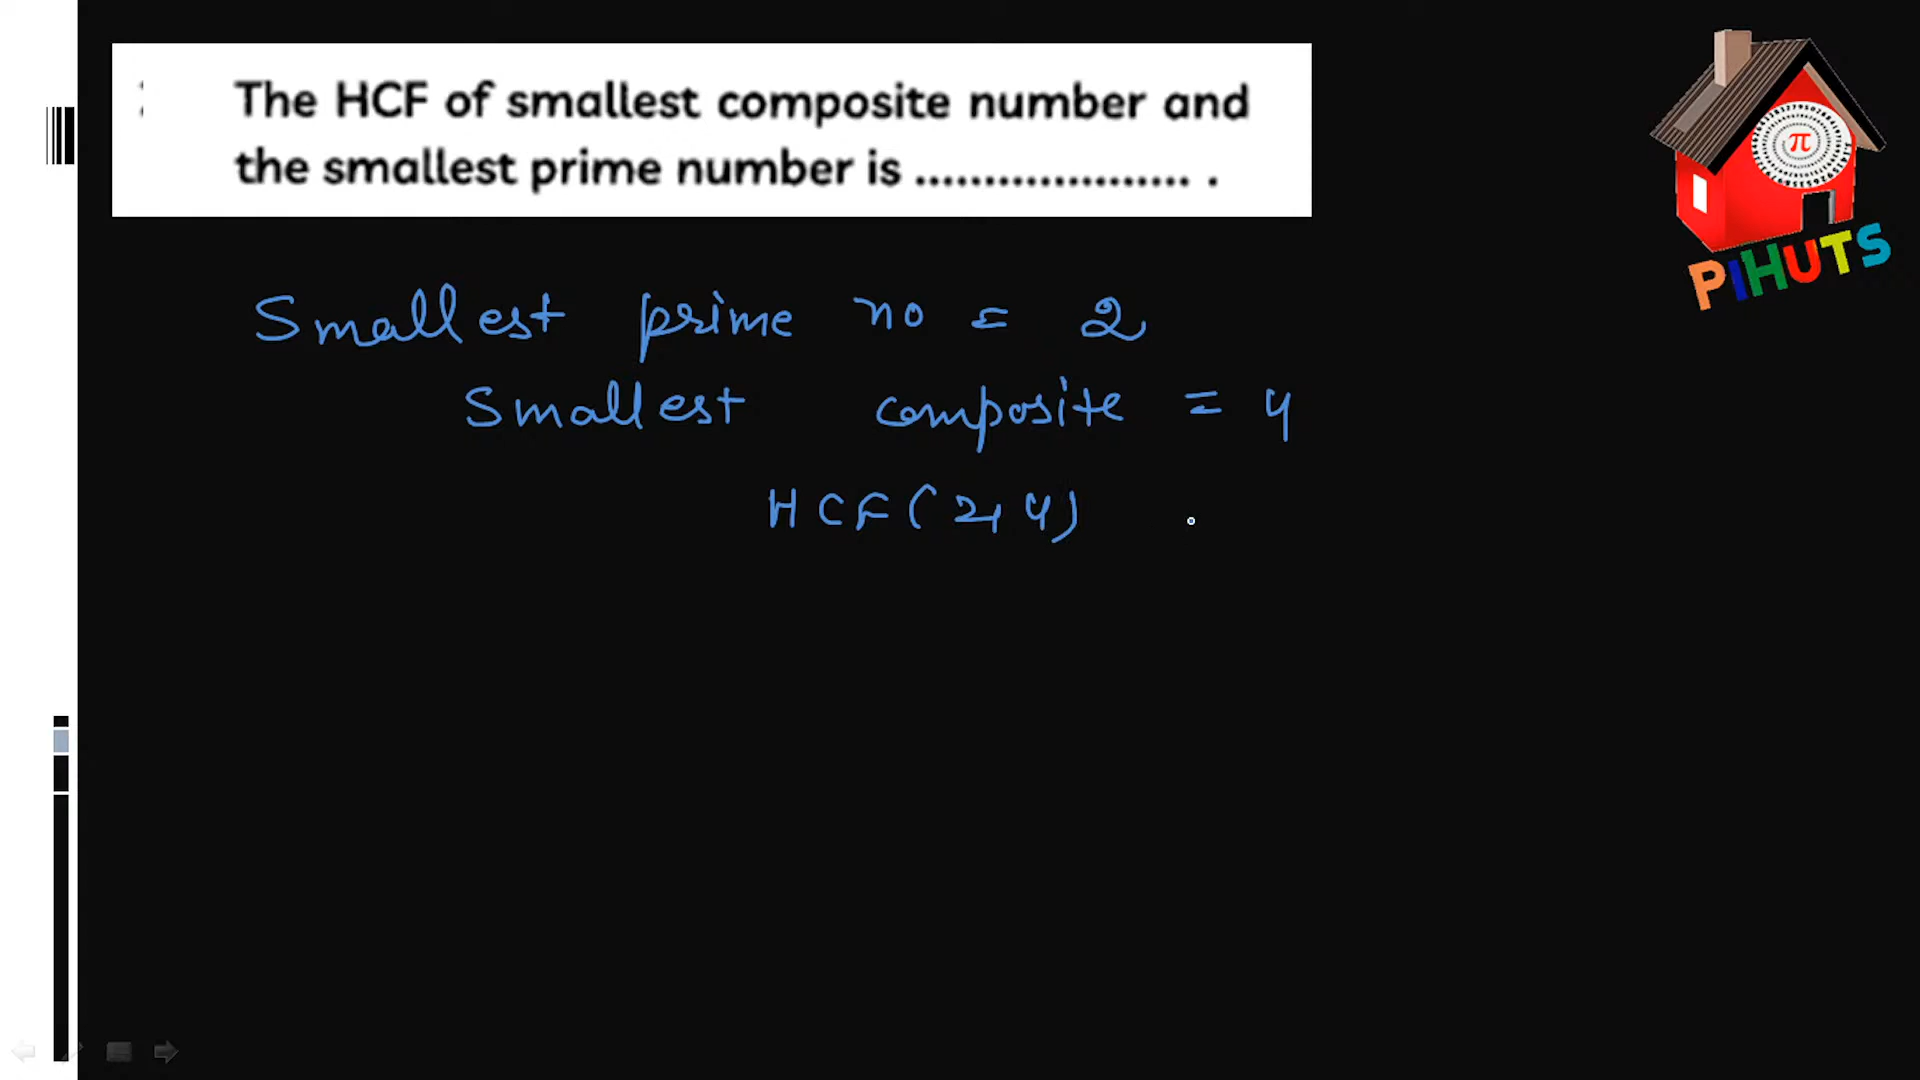 The HCF of smallest composite number and
the smallest prime number is .................... .
PIHUTS
π
Smallest prime no = 2
Smallest composite = 4
HCF(2,4)